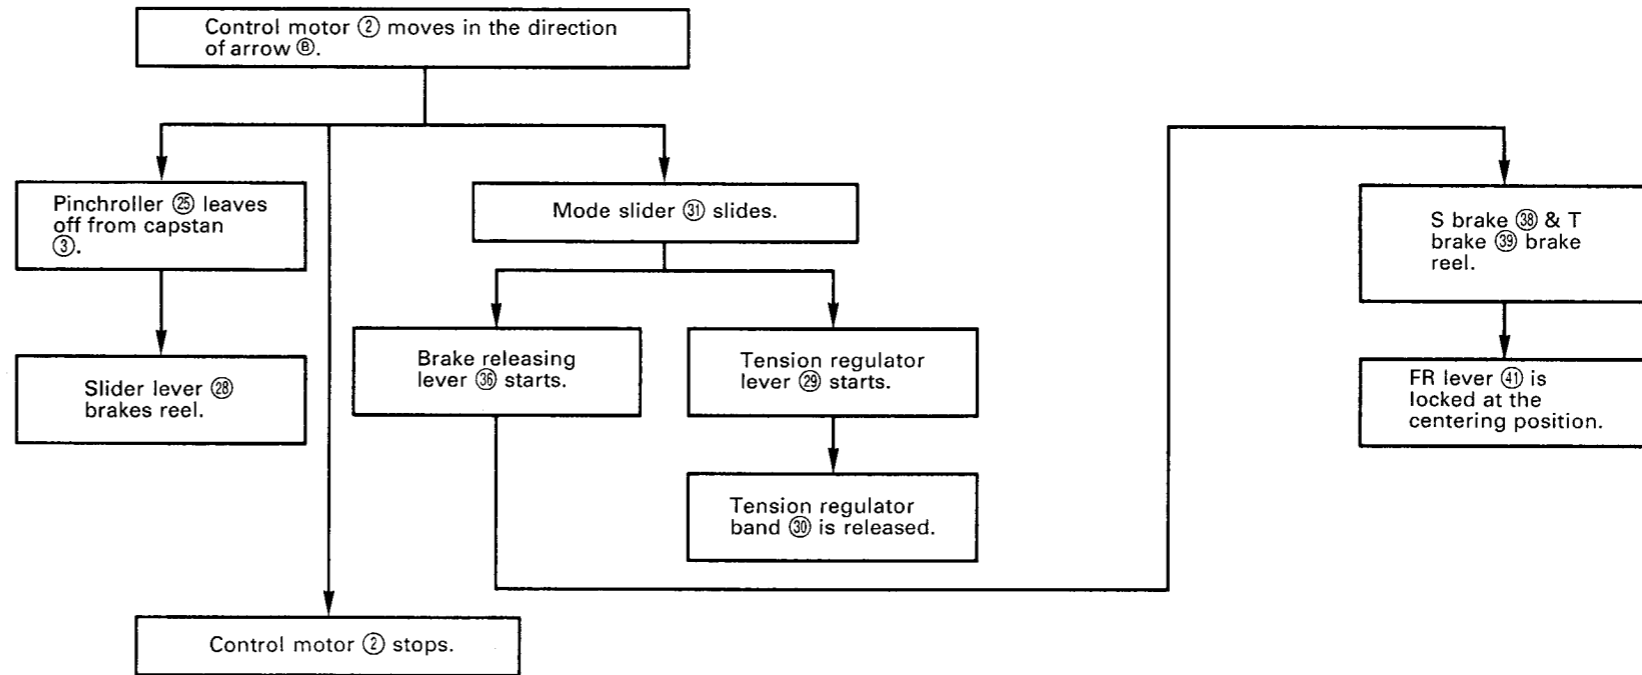 Control motor ② moves in the direction
of arrow Ⓑ.
Pinchroller ㉕ leaves
off from capstan
③.
Mode slider ㉛ slides.
S brake ㊳ & T
brake ㊴ brake
reel.
Slider lever ㉘
brakes reel.
Brake releasing
lever ㊱ starts.
Tension regulator
lever ㉙ starts.
FR lever ㊶ is
locked at the
centering position.
Tension regulator
band ㉚ is released.
Control motor ② stops.